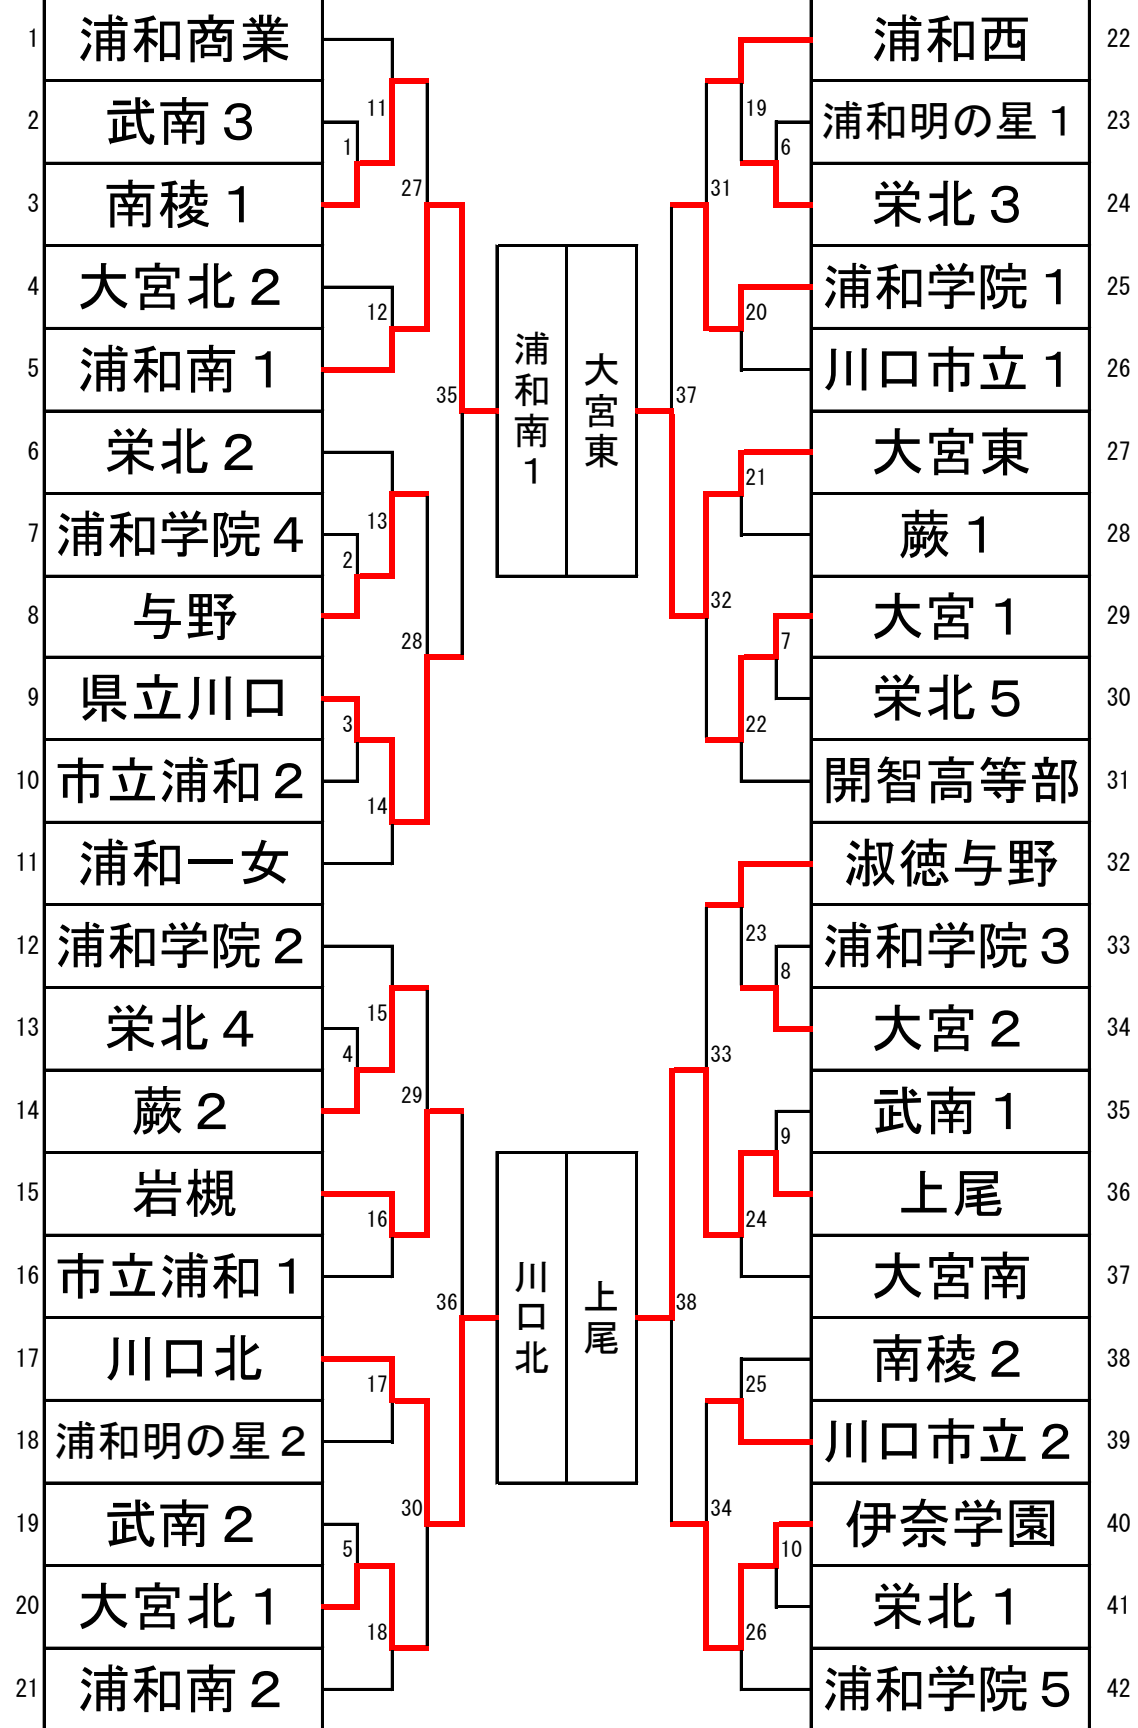 1 浦和商業
2 武南3
3 南稜1
4 大宮北2
5 浦和南1
6 栄北2
7 浦和学院4
8 与野
9 県立川口
10 市立浦和2
11 浦和一女
12 浦和学院2
13 栄北4
14 蕨2
15 岩槻
16 市立浦和1
17 川口北
18 浦和明の星2
19 武南2
20 大宮北1
21 浦和南2
11
1
27
12
35
13
2
28
3
14
15
4
29
16
36
17
30
5
18
浦和南1
大宮東
川口北
上尾
19
6
31
20
37
21
32
7
22
23
8
33
9
24
38
25
34
10
26
浦和西 22
浦和明の星1 23
栄北3 24
浦和学院1 25
川口市立1 26
大宮東 27
蕨1 28
大宮1 29
栄北5 30
開智高等部 31
淑徳与野 32
浦和学院3 33
大宮2 34
武南1 35
上尾 36
大宮南 37
南稜2 38
川口市立2 39
伊奈学園 40
栄北1 41
浦和学院5 42